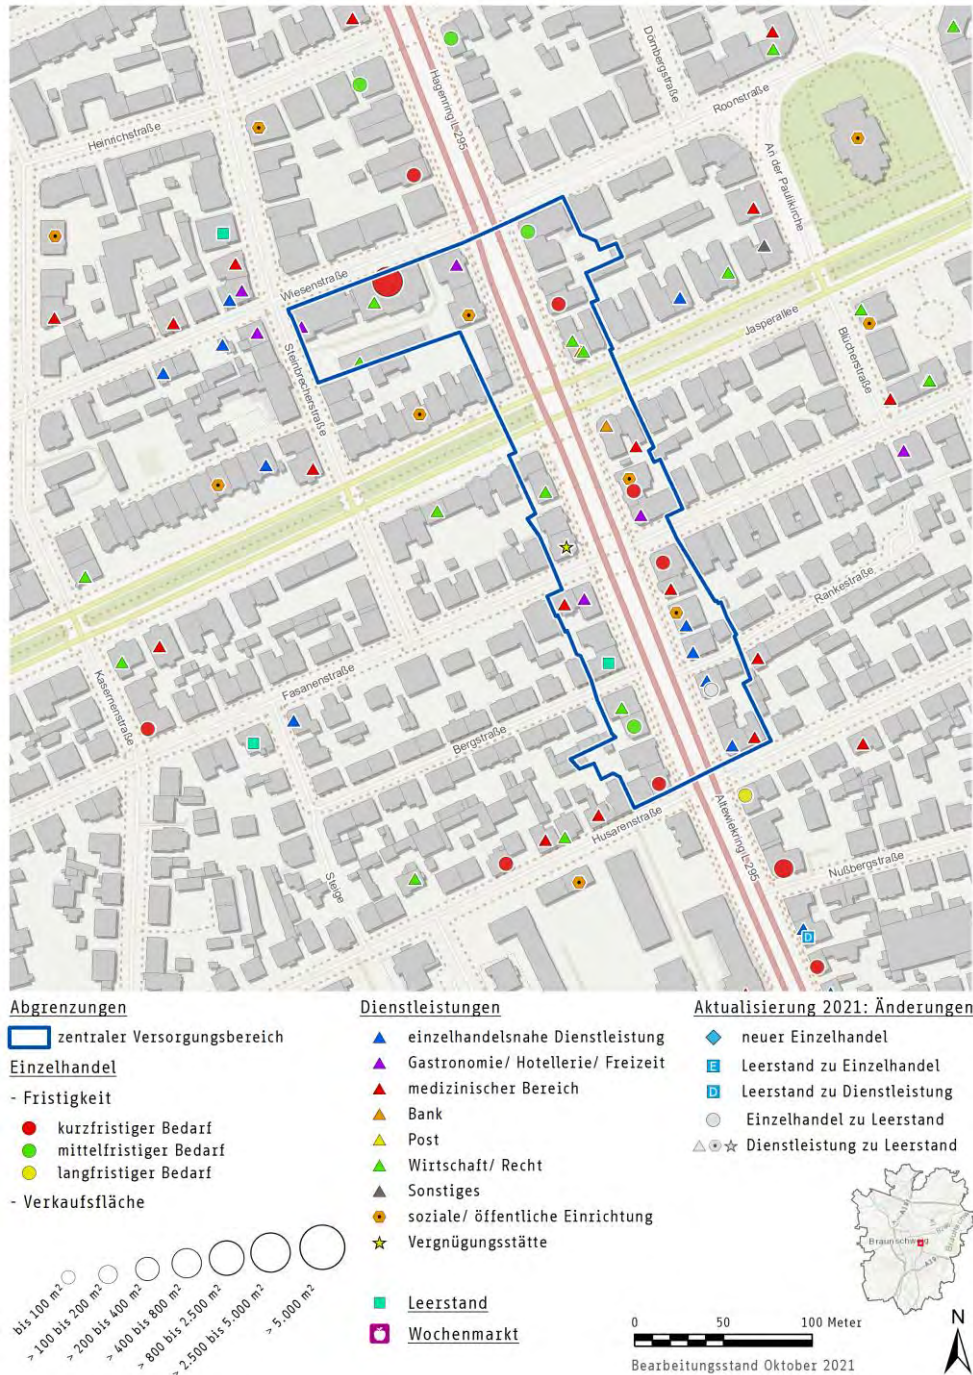 Hagenring L 295
Dörnbergstraße
Roonstraße
Heinrichstraße
An der Paulikirche
Wiesenstraße
Jasperallee
Steinbrecherstraße
Blücherstraße
Rankestraße
Kasernenstraße
Fasanenstraße
Bergstraße
Husarenstraße
Altewiekring L 295
Nußbergstraße
Steige
D
Abgrenzungen
zentraler Versorgungsbereich
Einzelhandel
- Fristigkeit
kurzfristiger Bedarf
mittelfristiger Bedarf
langfristiger Bedarf
- Verkaufsfläche
bis 100 m²
> 100 bis 200 m²
> 200 bis 400 m²
> 400 bis 800 m²
> 800 bis 2.500 m²
> 2.500 bis 5.000 m²
> 5.000 m²
Dienstleistungen
einzelhandelsnahe Dienstleistung
Gastronomie/ Hotellerie/ Freizeit
medizinischer Bereich
Bank
Post
Wirtschaft/ Recht
Sonstiges
soziale/ öffentliche Einrichtung
Vergnügungsstätte
Leerstand
Wochenmarkt
Aktualisierung 2021: Änderungen
neuer Einzelhandel
E Leerstand zu Einzelhandel
D Leerstand zu Dienstleistung
Einzelhandel zu Leerstand
Dienstleistung zu Leerstand
Braunschweig
N
0 50 100 Meter
Bearbeitungsstand Oktober 2021